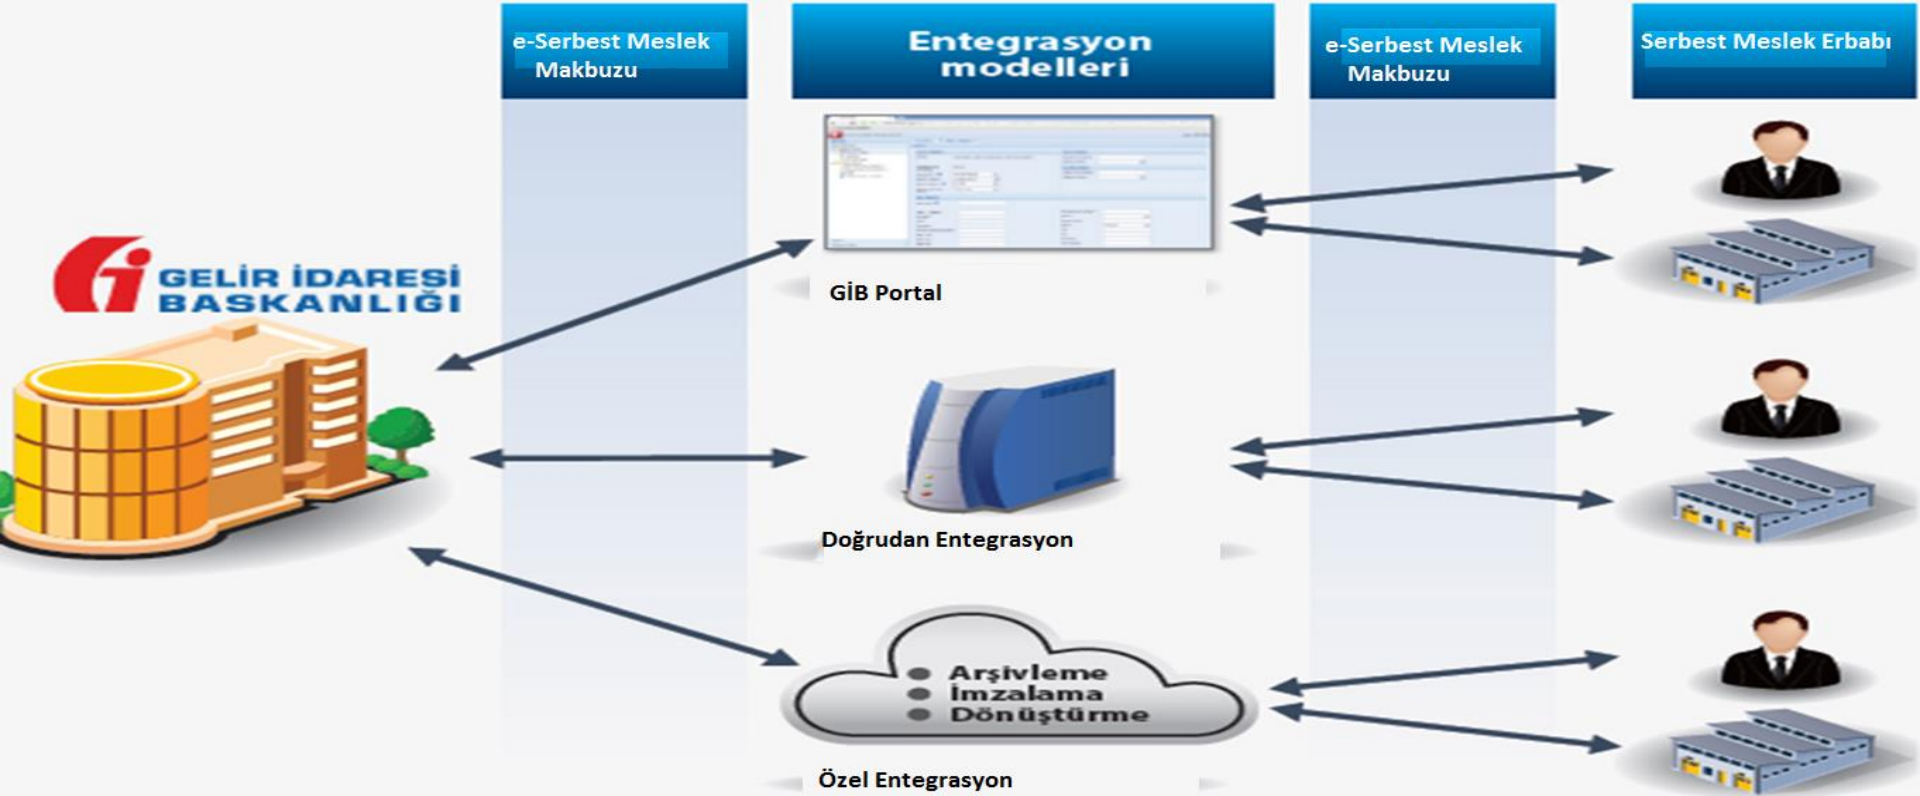 e-Serbest Meslek
Makbuzu
Entegrasyon
modelleri
e-Serbest Meslek
Makbuzu
Serbest Meslek Erbabı
GELİR İDARESİ
BASKANLIĞI
GİB Portal
Doğrudan Entegrasyon
Arşivleme
İmzalama
Dönüştürme
Özel Entegrasyon